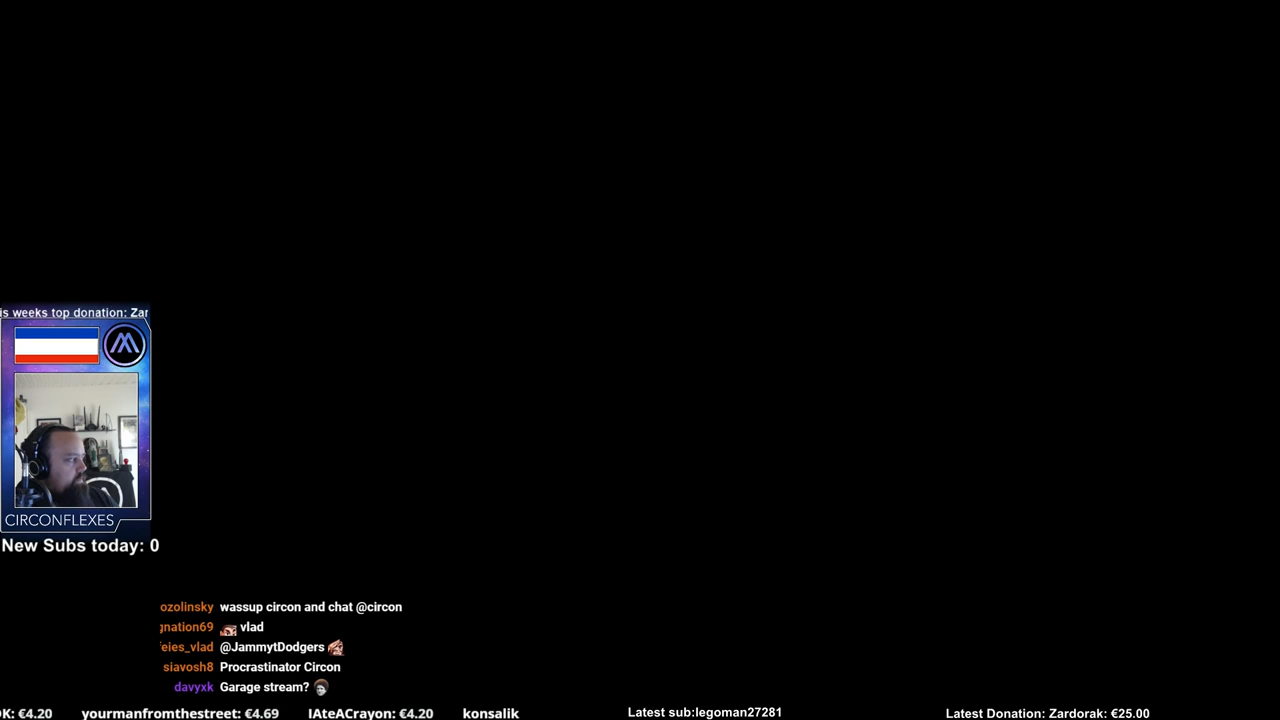 is weeks top donation: Zar
CIRCONFLEXES
New Subs today: 0
ozolinsky wassup circon and chat @circon
gnation69 vlad
eies_vlad @JammytDodgers
siavosh8 Procrastinator Circon
davyxk Garage stream?
OK: €4.20 yourmanfromthestreet: €4.69 IAteACrayon: €4.20 konsalik Latest sub:legoman27281 Latest Donation: Zardorak: €25.00